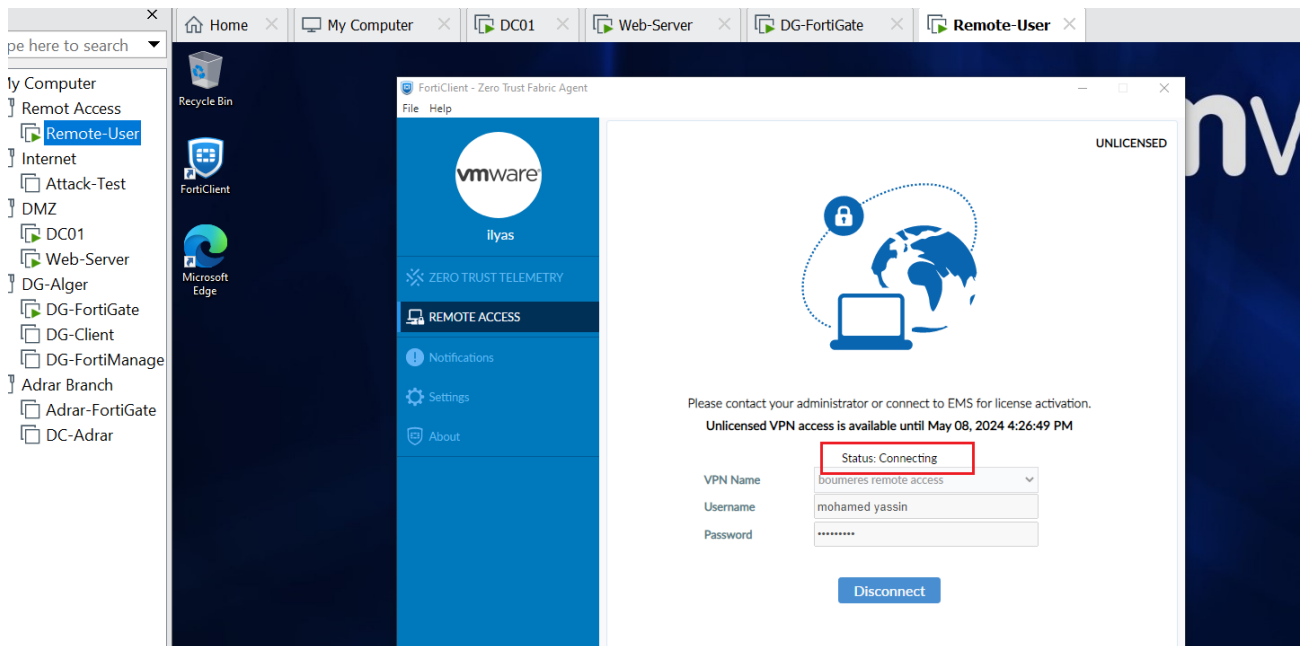 Home
My Computer
DC01
Web-Server
DG-FortiGate
Remote-User
pe here to search
My Computer
Remot Access
Remote-User
Internet
Attack-Test
DMZ
DC01
Web-Server
DG-Alger
DG-FortiGate
DG-Client
DG-FortiManage
Adrar Branch
Adrar-FortiGate
DC-Adrar
Recycle Bin
FortiClient
Microsoft
Edge
FortiClient - Zero Trust Fabric Agent
File Help
vmware
ilyas
ZERO TRUST TELEMETRY
REMOTE ACCESS
Notifications
Settings
About
UNLICENSED
Please contact your administrator or connect to EMS for license activation.
Unlicensed VPN access is available until May 08, 2024 4:26:49 PM
Status: Connecting
VPN Name boumeres remote access
Username mohamed yassin
Password •••••••••
Disconnect